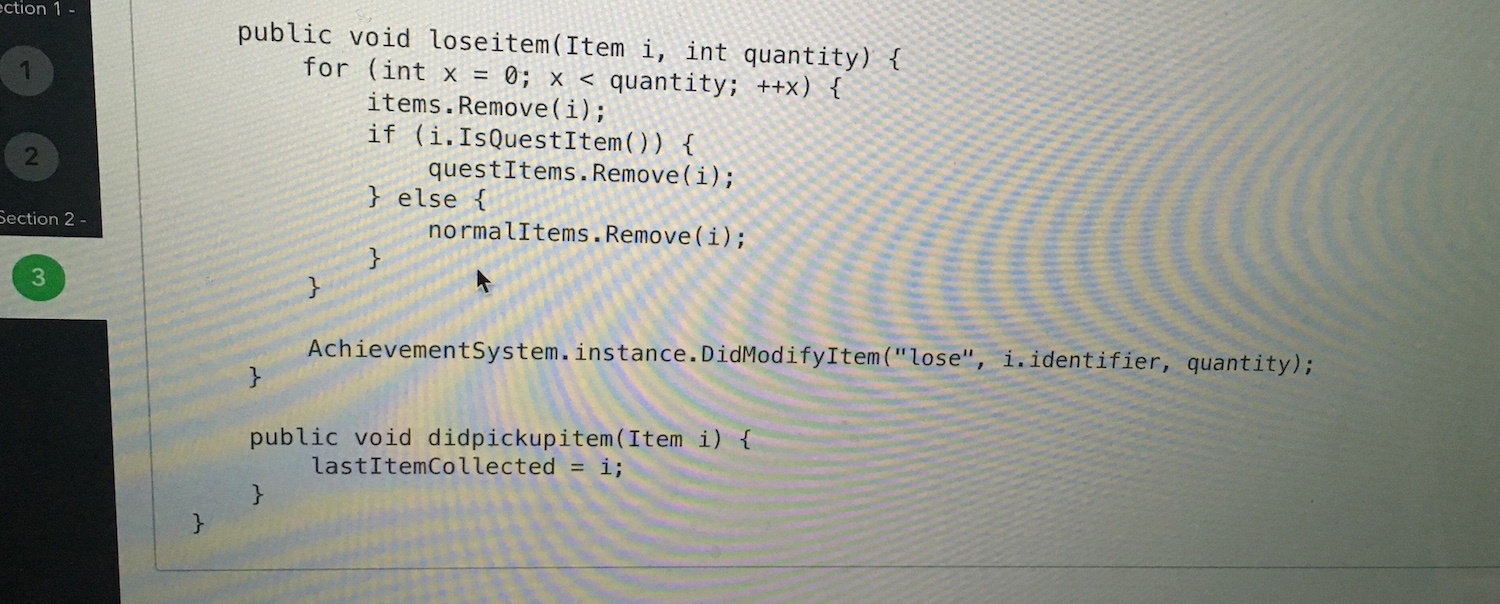 ection 1 -
1
2
Section 2 -
3
public void loseitem(Item i, int quantity) {
for (int x = 0; x < quantity; ++x) {
items.Remove(i);
if (i.IsQuestItem()) {
questItems.Remove(i);
} else {
normalItems.Remove(i);
}
}
AchievementSystem.instance.DidModifyItem("lose", i.identifier, quantity);
}
public void didpickupitem(Item i) {
lastItemCollected = i;
}
}